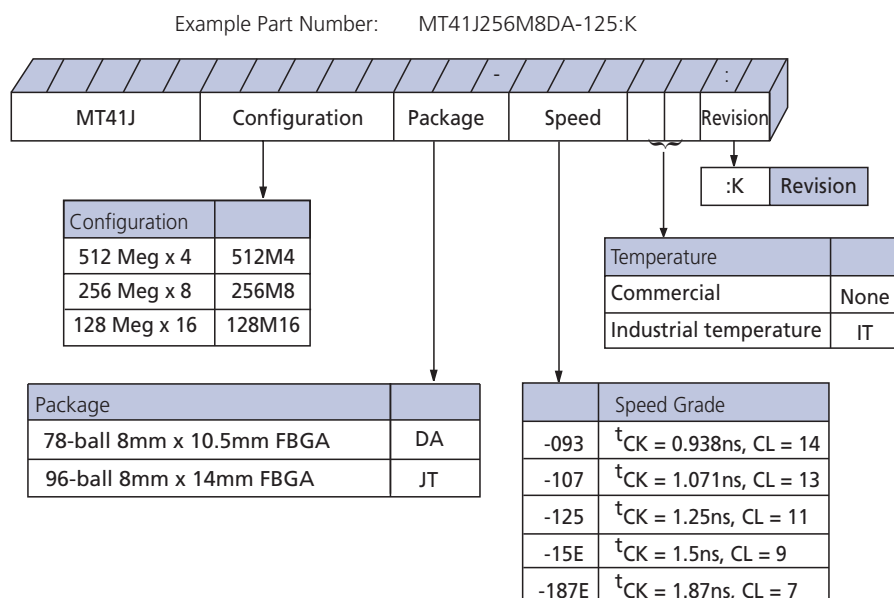 Example Part Number: MT41J256M8DA-125:K
- :
MT41J Configuration Package Speed Revision
:K Revision
Configuration
512 Meg x 4 512M4
256 Meg x 8 256M8
128 Meg x 16 128M16
Temperature
Commercial None
Industrial temperature IT
Package
78-ball 8mm x 10.5mm FBGA DA
96-ball 8mm x 14mm FBGA JT
Speed Grade
-093 tCK = 0.938ns, CL = 14
-107 tCK = 1.071ns, CL = 13
-125 tCK = 1.25ns, CL = 11
-15E tCK = 1.5ns, CL = 9
-187E tCK = 1.87ns, CL = 7